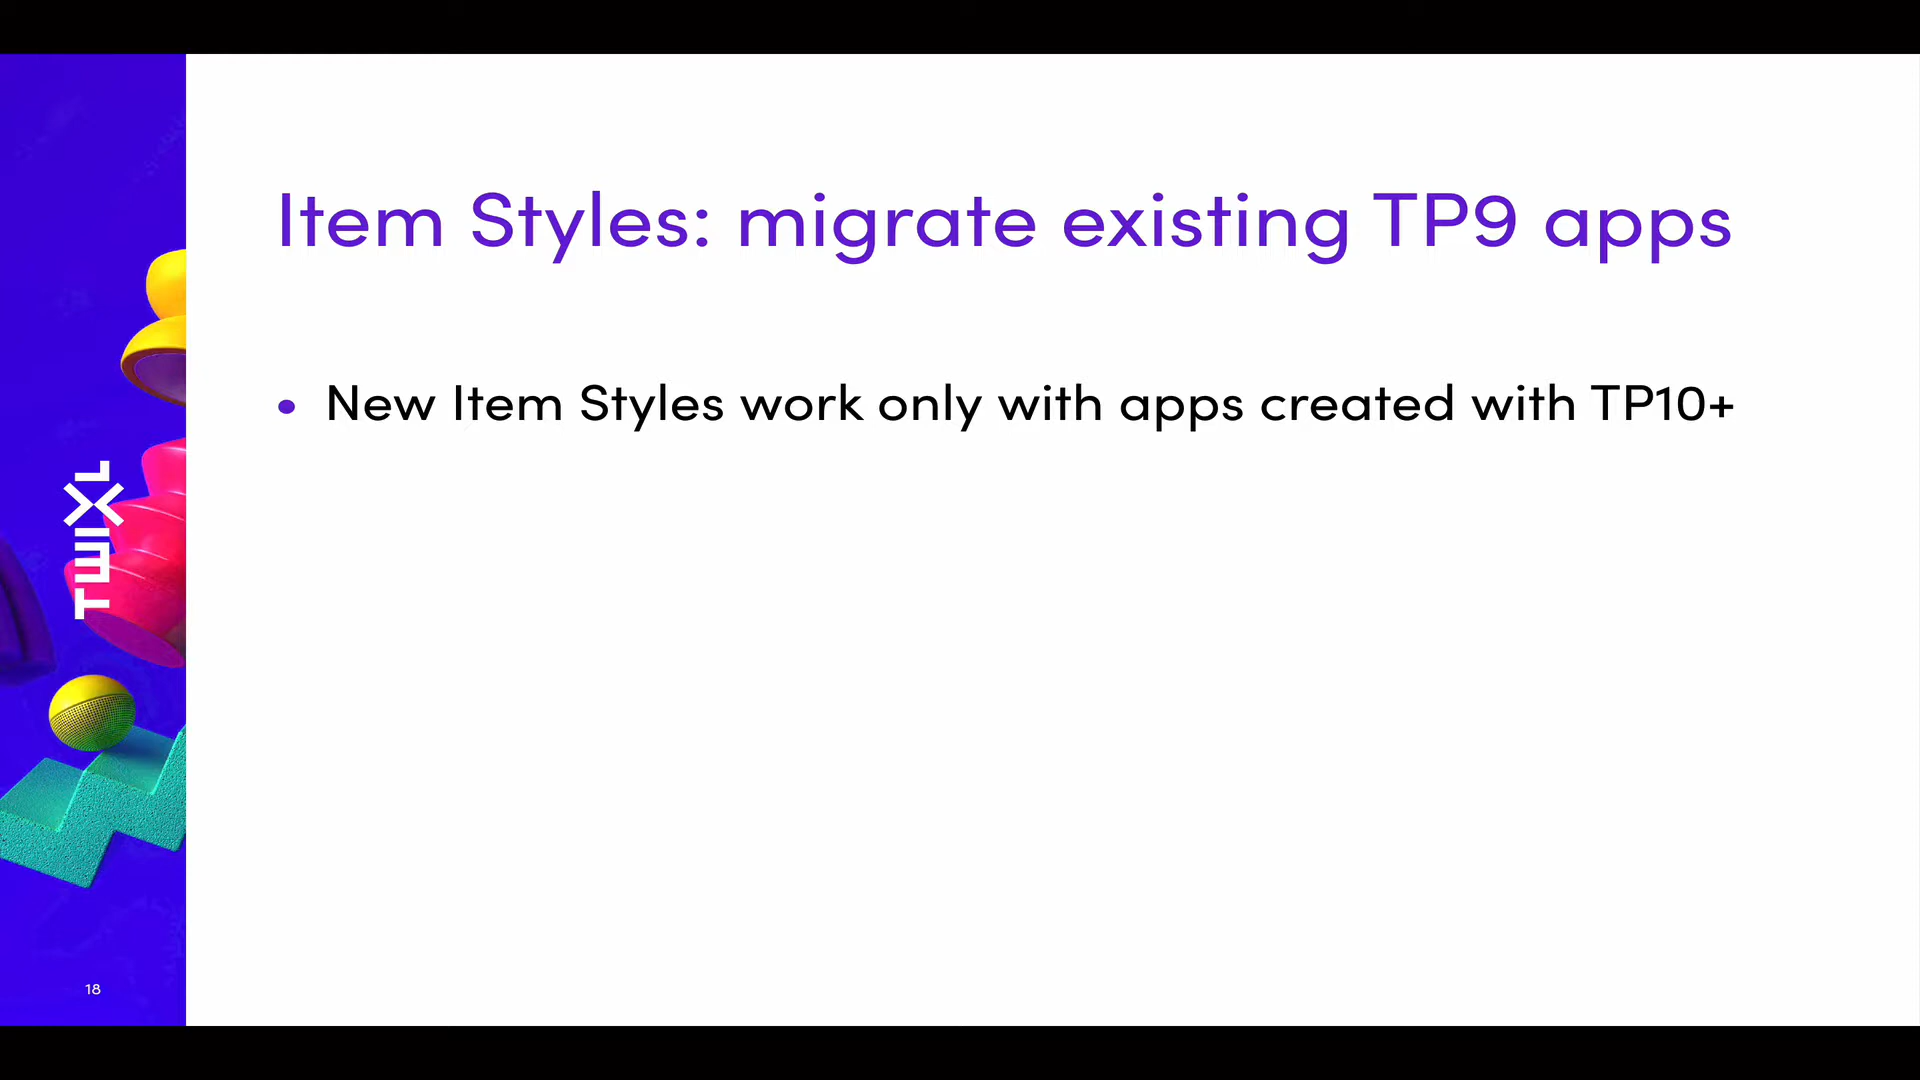 Item Styles: migrate existing TP9 apps
• New Item Styles work only with apps created with TP10+
TWIXL
18